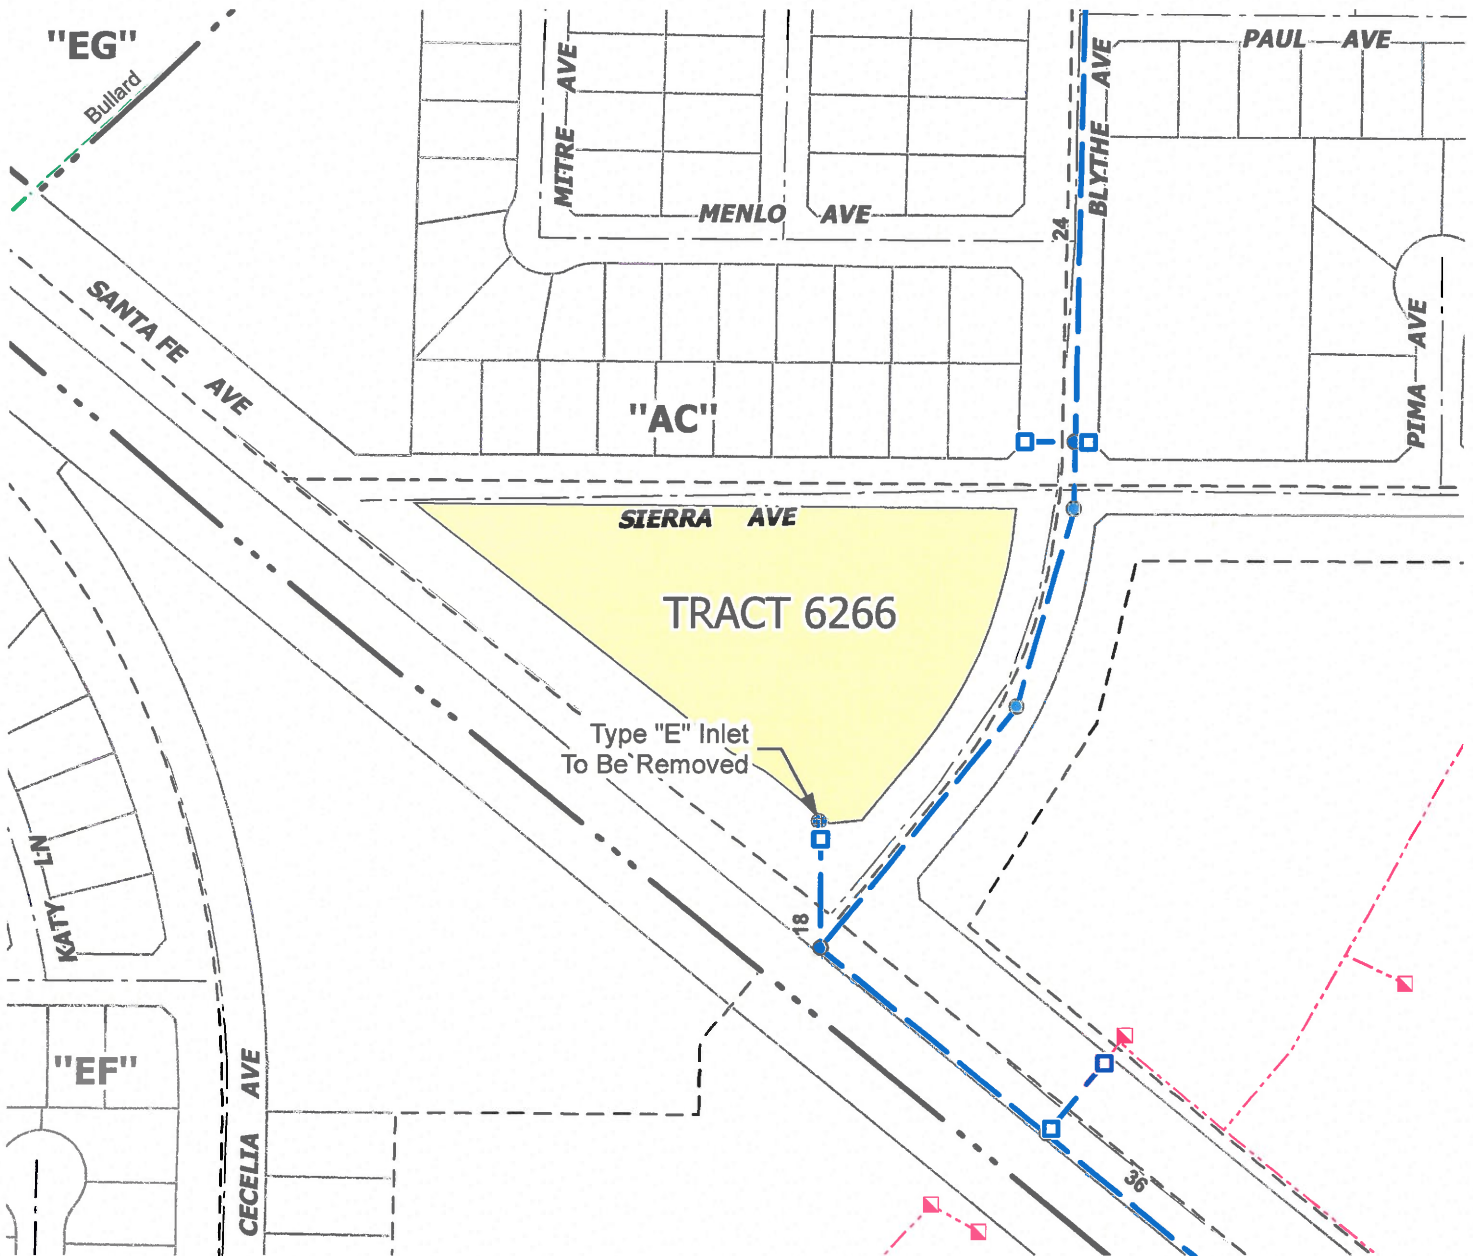 "EG"
Bullard
PAUL AVE
MITRE AVE
BLYTHE AVE
MENLO AVE
24
SANTA FE AVE
PIMA AVE
"AC"
SIERRA AVE
TRACT 6266
Type "E" Inlet
To Be Removed
18
KATY LN
"EF"
CECELIA AVE
36